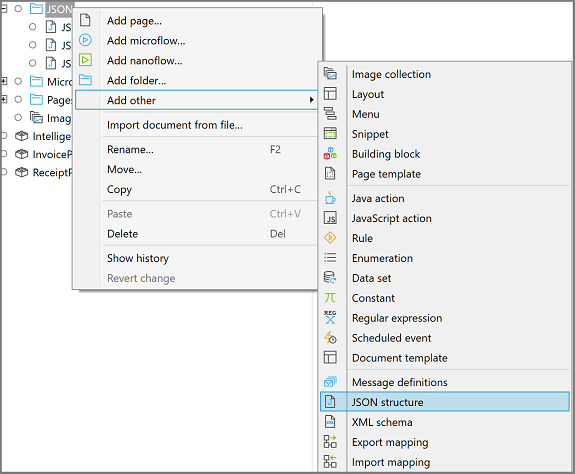 JSON
JS
JS
JS
Micro
Pages
Imag
Intellige
InvoiceP
ReceiptP
Add page...
Add microflow...
Add nanoflow...
Add folder...
Add other
Import document from file...
Rename... F2
Move...
Copy Ctrl+C
Paste Ctrl+V
Delete Del
Show history
Revert change
Image collection
Layout
Menu
Snippet
Building block
Page template
Java action
JS JavaScript action
Rule
Enumeration
Data set
Constant
REG Regular expression
Scheduled event
Document template
Message definitions
JSON structure
XML schema
Export mapping
Import mapping